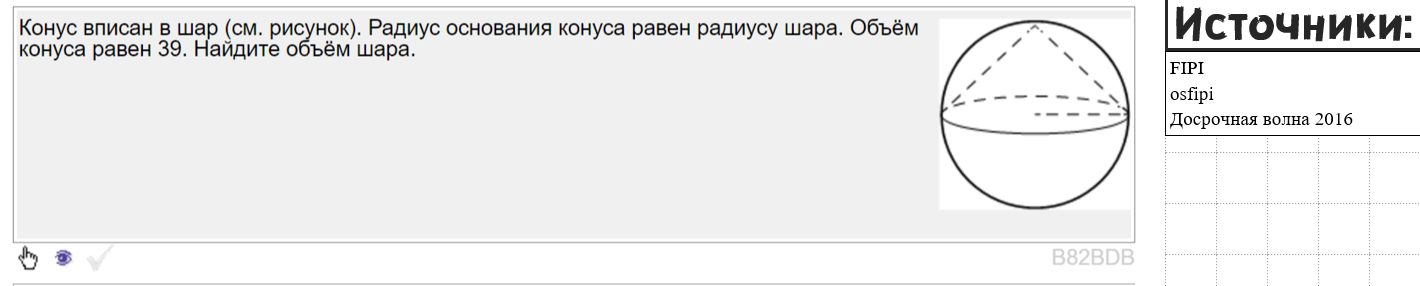 Конус вписан в шар (см. рисунок). Радиус основания конуса равен радиусу шара. Объём
конуса равен 39. Найдите объём шара.
B82BDB
Источники:
FIPI
osfipi
Досрочная волна 2016